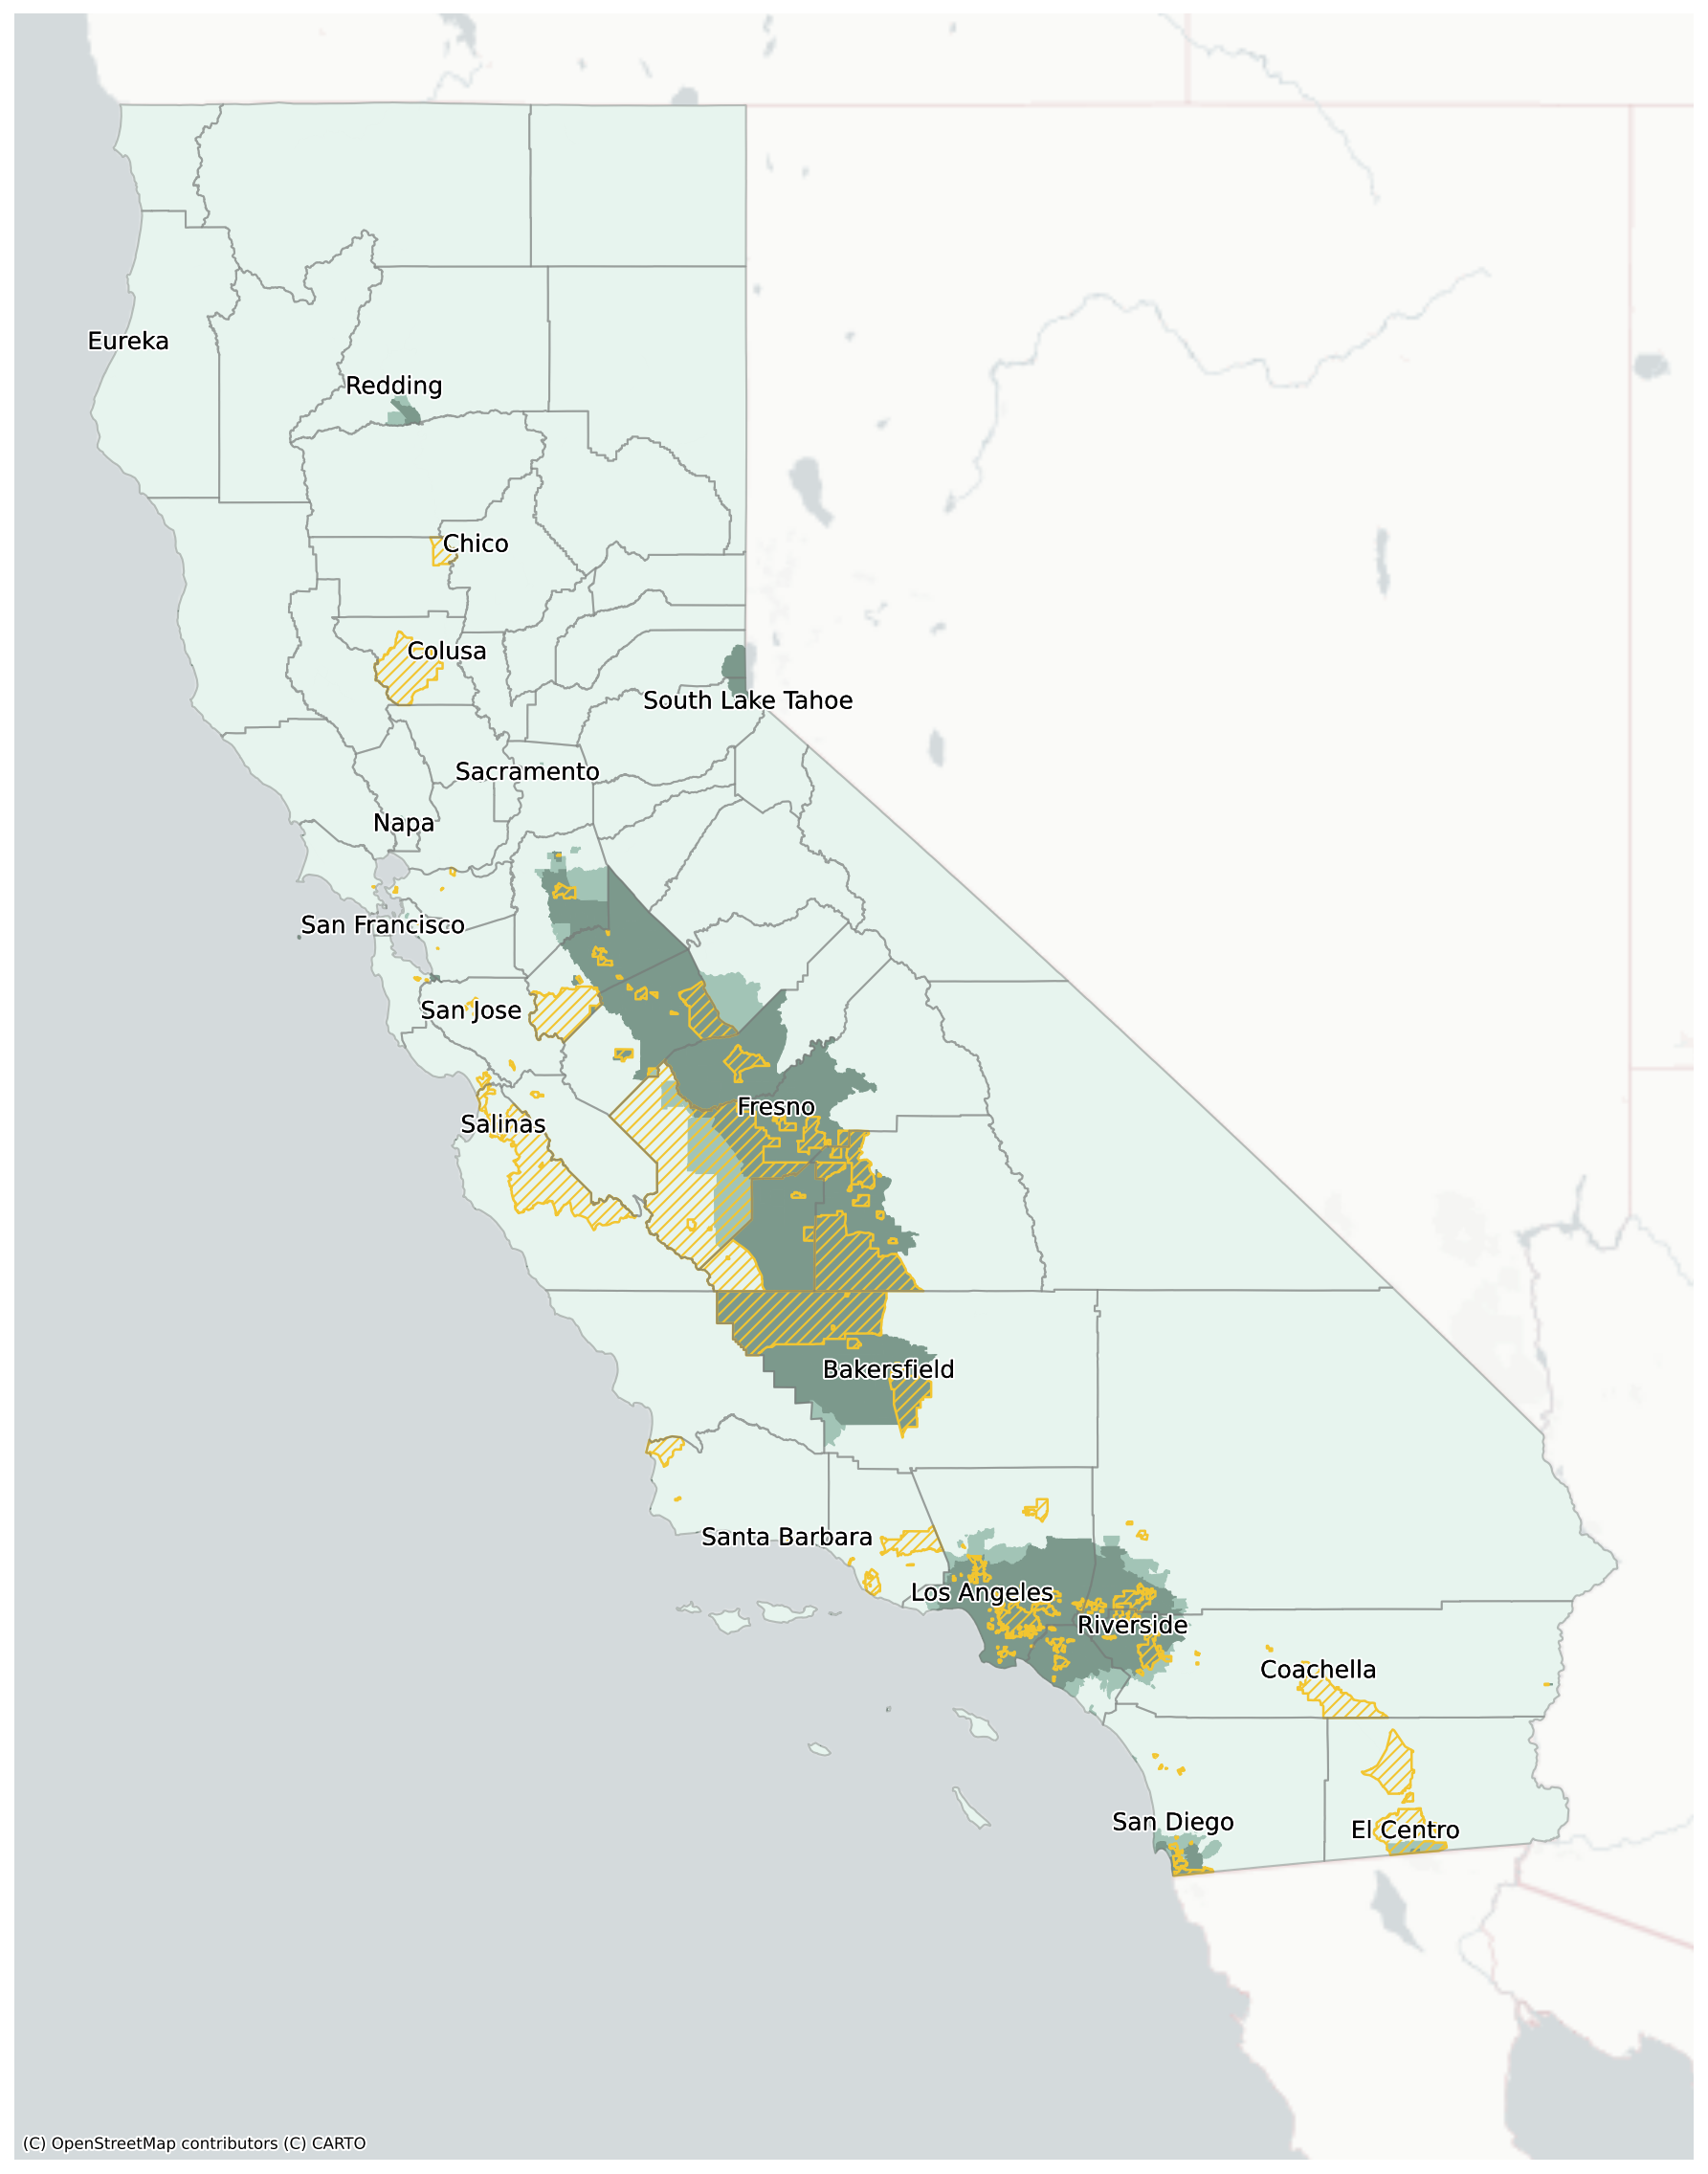 Eureka
Redding
Chico
Colusa
South Lake Tahoe
Sacramento
Napa
San Francisco
San Jose
Fresno
Salinas
Bakersfield
Santa Barbara
Los Angeles
Riverside
Coachella
San Diego
El Centro
(C) OpenStreetMap contributors (C) CARTO